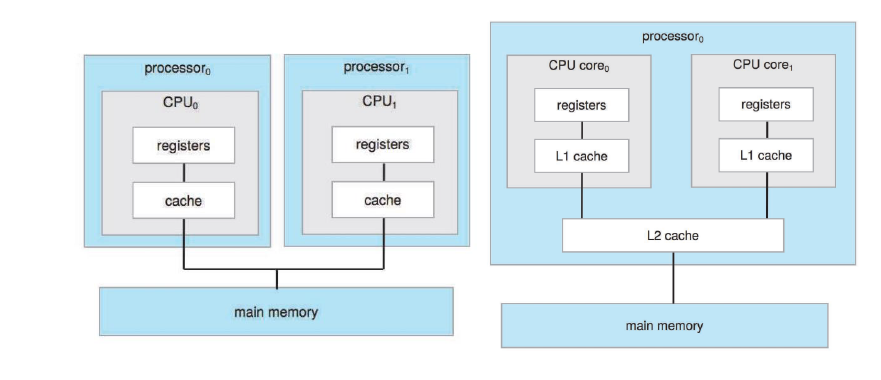 processor₀
processor₁
CPU₀
CPU₁
registers
registers
cache
cache
main memory
processor₀
CPU core₀
CPU core₁
registers
registers
L1 cache
L1 cache
L2 cache
main memory